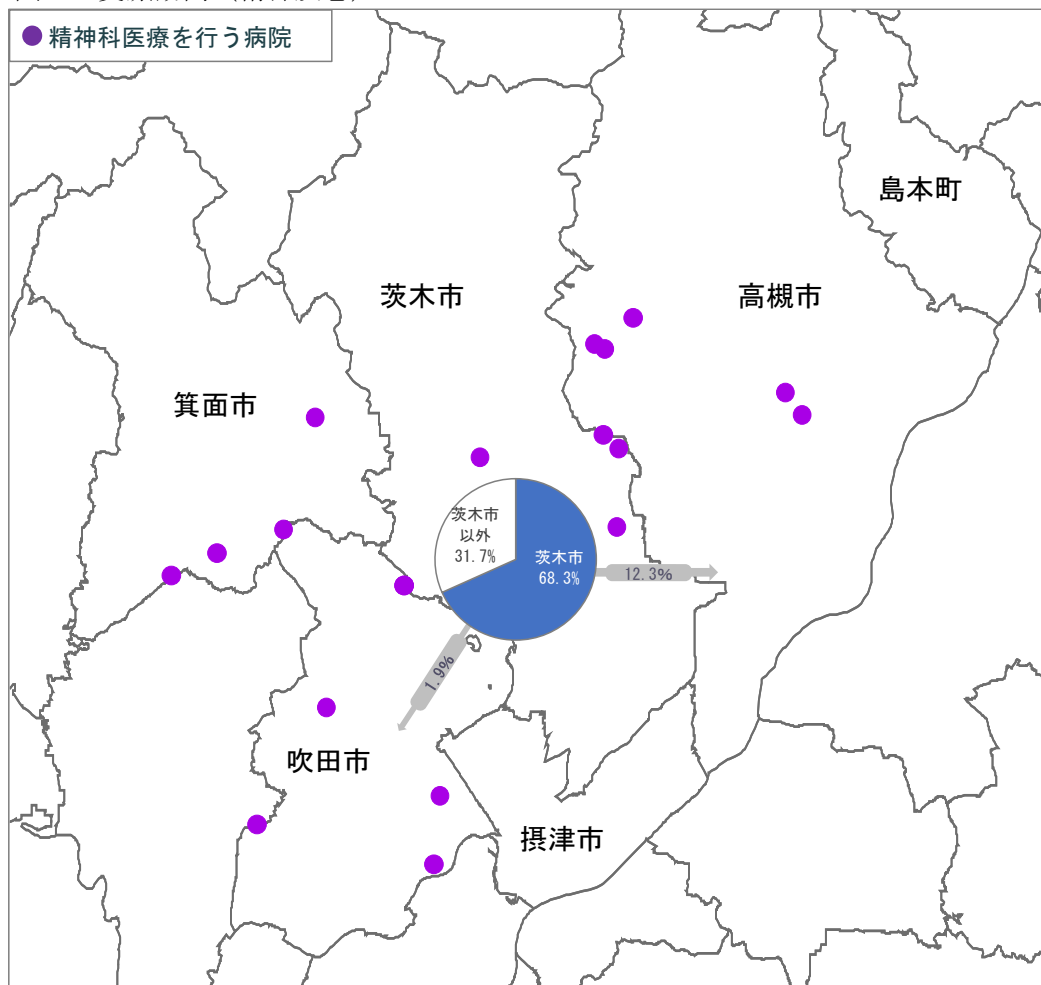 精神科医療を行う病院
島本町
茨木市
高槻市
箕面市
茨木市
以外
31.7%
茨木市
68.3%
12.3%
1.9%
吹田市
摂津市